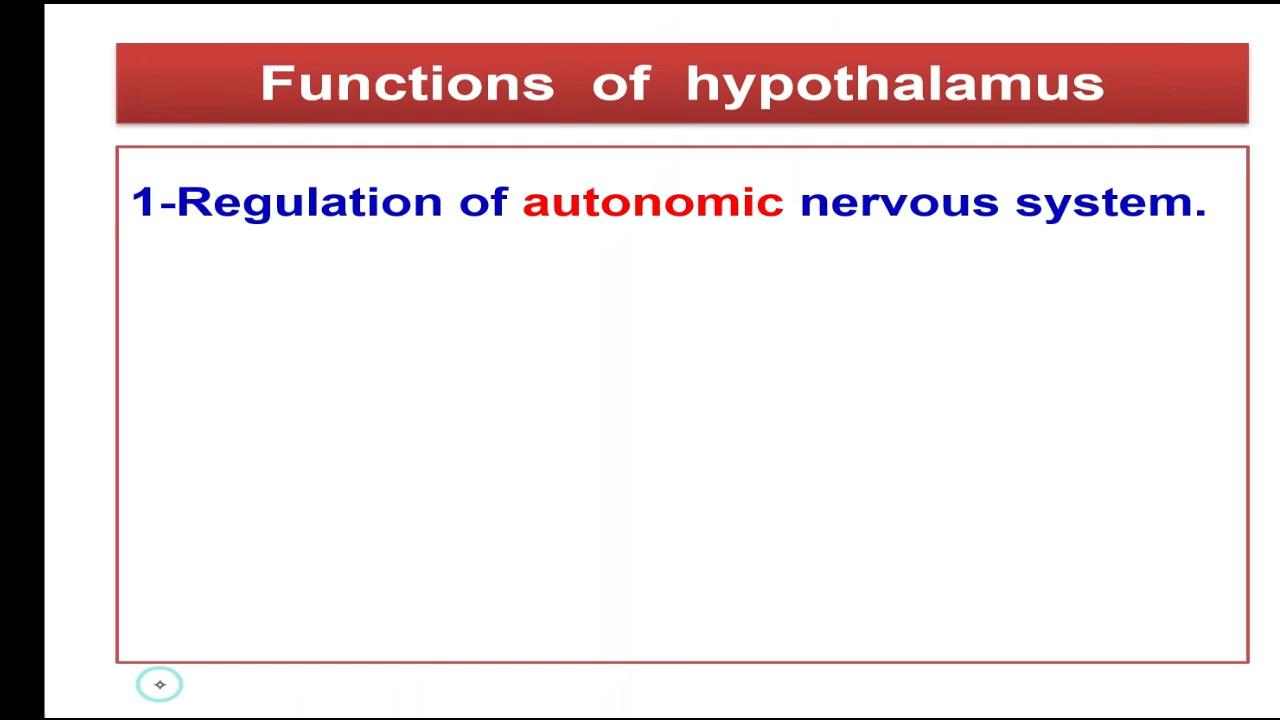 Functions of hypothalamus
1-Regulation of autonomic nervous system.